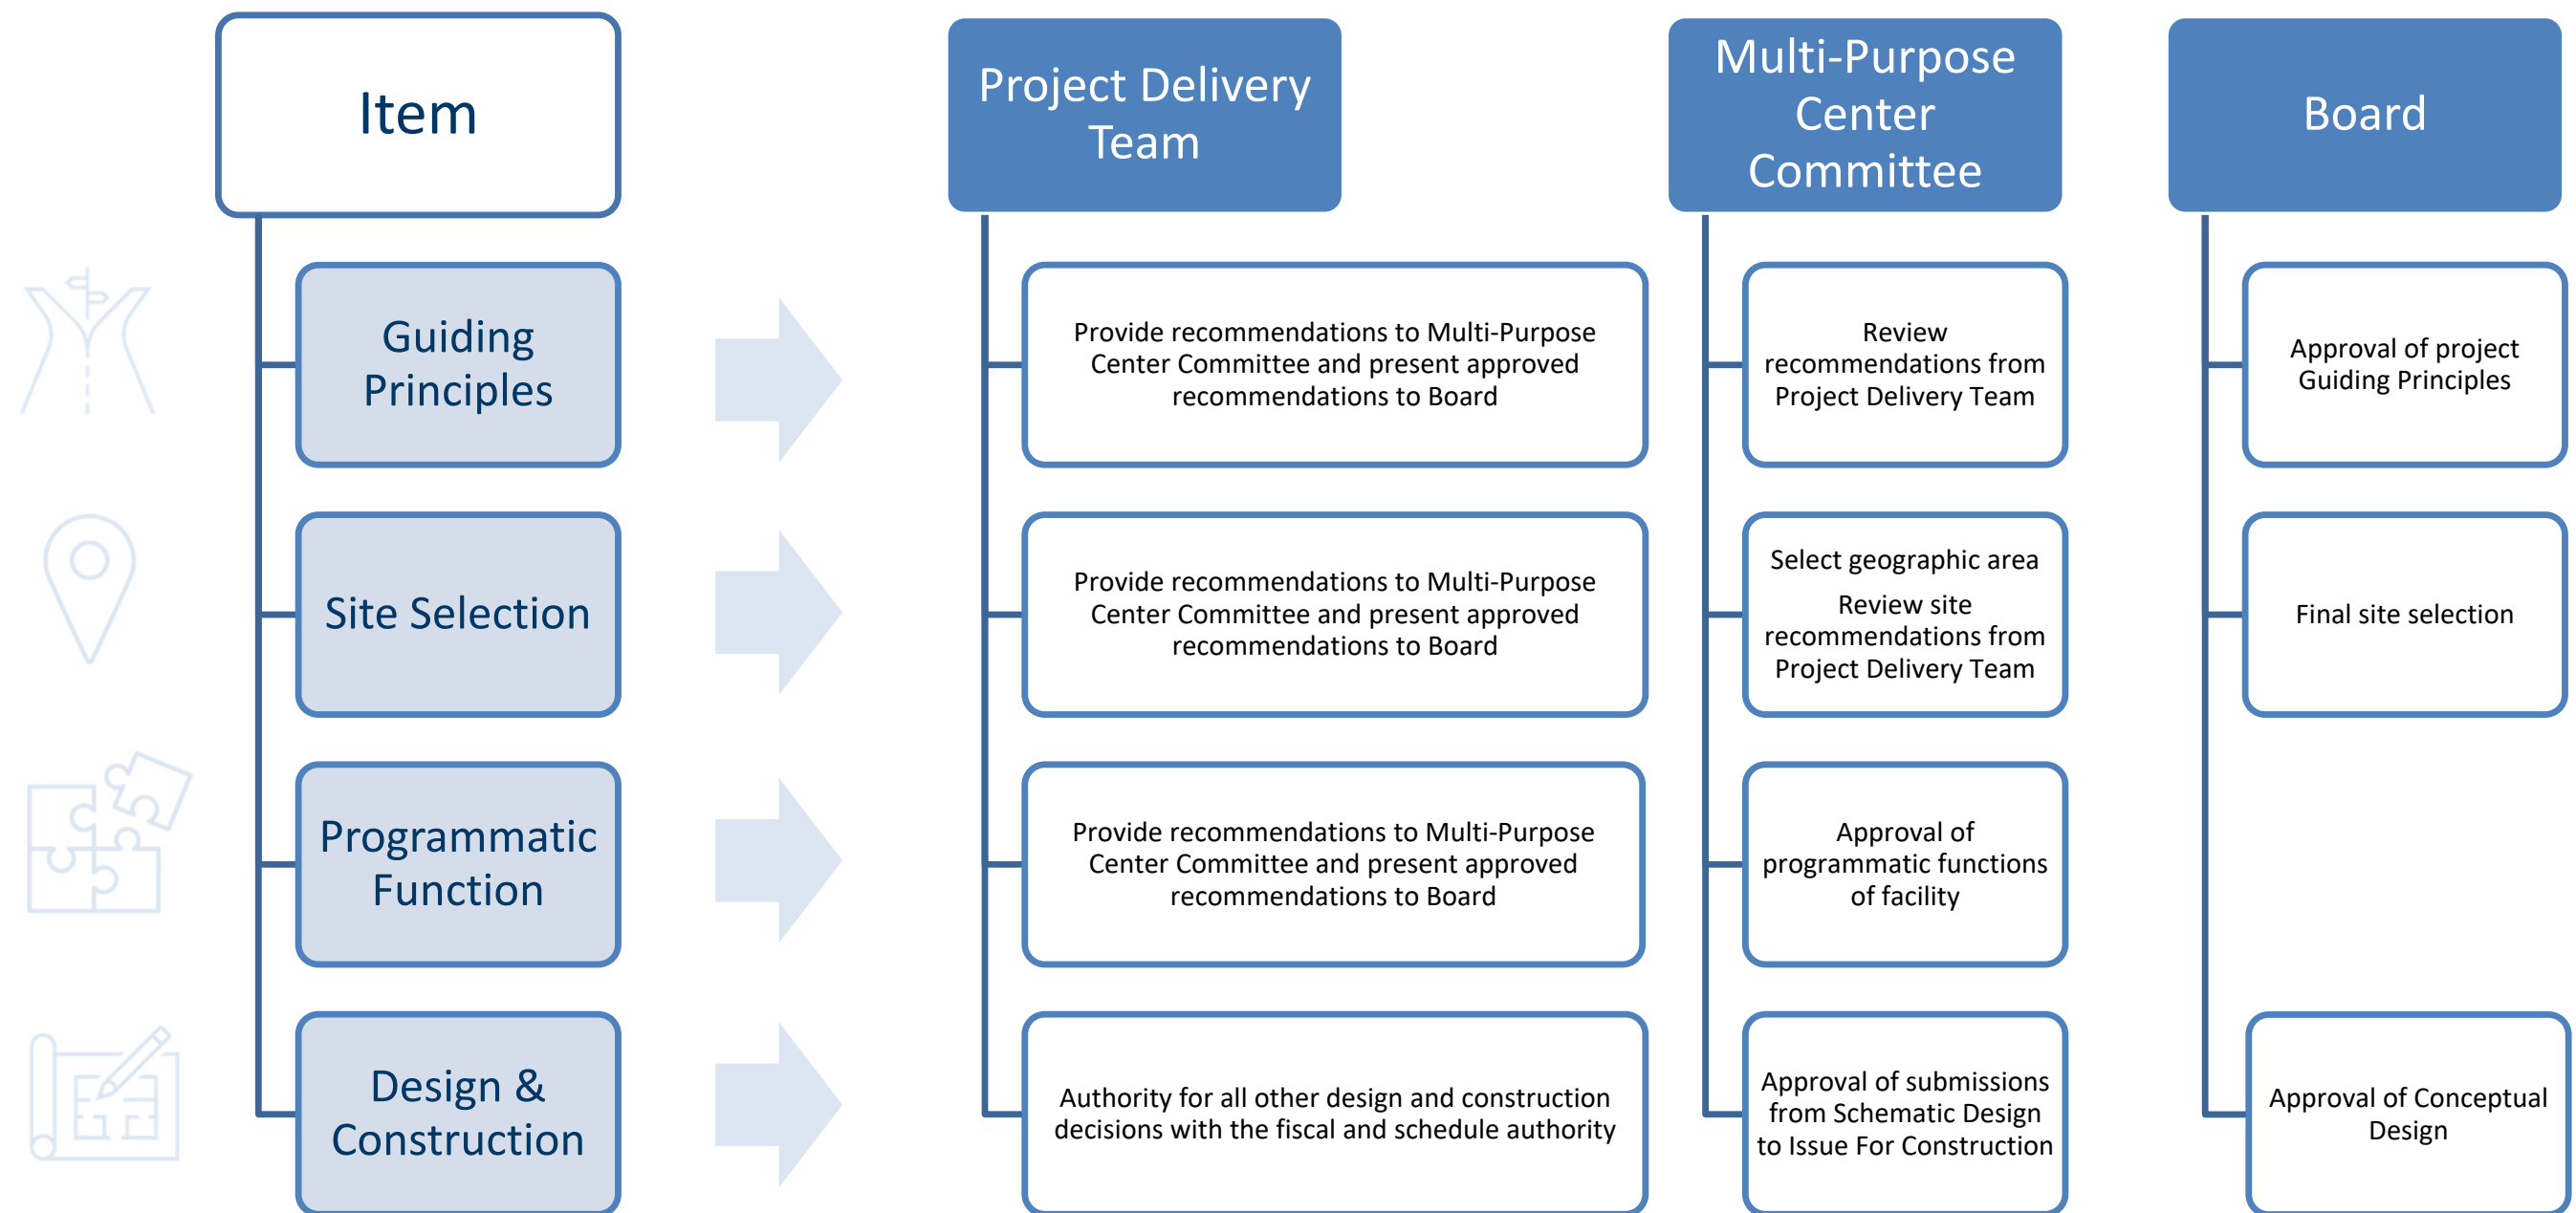 Item
Project Delivery
Team
Multi-Purpose
Center
Committee
Board
Guiding
Principles
Provide recommendations to Multi-Purpose
Center Committee and present approved
recommendations to Board
Review
recommendations from
Project Delivery Team
Approval of project
Guiding Principles
Site Selection
Provide recommendations to Multi-Purpose
Center Committee and present approved
recommendations to Board
Select geographic area
Review site
recommendations from
Project Delivery Team
Final site selection
Programmatic
Function
Provide recommendations to Multi-Purpose
Center Committee and present approved
recommendations to Board
Approval of
programmatic functions
of facility
Design &
Construction
Authority for all other design and construction
decisions with the fiscal and schedule authority
Approval of submissions
from Schematic Design
to Issue For Construction
Approval of Conceptual
Design